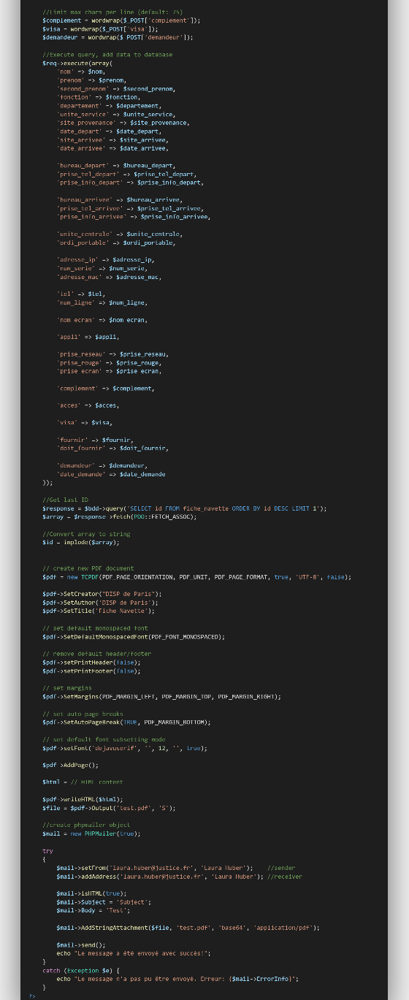 //Limit max chars per line (default: 75)
$complement = wordwrap($_POST['complement']);
$visa = wordwrap($_POST['visa']);
$demandeur = wordwrap($_POST['demandeur']);
//Execute query, add data to database
$req->execute(array(
'nom' => $nom,
'prenom' => $prenom,
'second_prenom' => $second_prenom,
'fonction' => $fonction,
'departement' => $departement,
'unite_service' => $unite_service,
'site_provenance' => $site_provenance,
'date_depart' => $date_depart,
'site_arrivee' => $site_arrivee,
'date_arrivee' => $date_arrivee,
'bureau_depart' => $bureau_depart,
'prise_tel_depart' => $prise_tel_depart,
'prise_info_depart' => $prise_info_depart,
'bureau_arrivee' => $bureau_arrivee,
'prise_tel_arrivee' => $prise_tel_arrivee,
'prise_info_arrivee' => $prise_info_arrivee,
'unite_centrale' => $unite_centrale,
'ordi_portable' => $ordi_portable,
'adresse_ip' => $adresse_ip,
'num_serie' => $num_serie,
'adresse_mac' => $adresse_mac,
'tel' => $tel,
'num_ligne' => $num_ligne,
'nom_ecran' => $nom_ecran,
'appli' => $appli,
'prise_reseau' => $prise_reseau,
'prise_rouge' => $prise_rouge,
'prise_ecran' => $prise_ecran,
'complement' => $complement,
'acces' => $acces,
'visa' => $visa,
'fournir' => $fournir,
'doit_fournir' => $doit_fournir,
'demandeur' => $demandeur,
'date_demande' => $date_demande
));
//Get last ID
$response = $bdd->query('SELECT id FROM fiche_navette ORDER BY id DESC LIMIT 1');
$array = $response->fetch(PDO::FETCH_ASSOC);
//Convert array to string
$id = implode($array);
// create new PDF document
$pdf = new TCPDF(PDF_PAGE_ORIENTATION, PDF_UNIT, PDF_PAGE_FORMAT, true, 'UTF-8', false);
$pdf->SetCreator("DISP de Paris");
$pdf->SetAuthor('DISP de Paris');
$pdf->SetTitle('Fiche Navette');
// set default monospaced font
$pdf->SetDefaultMonospacedFont(PDF_FONT_MONOSPACED);
// remove default header/footer
$pdf->setPrintHeader(false);
$pdf->setPrintFooter(false);
// set margins
$pdf->SetMargins(PDF_MARGIN_LEFT, PDF_MARGIN_TOP, PDF_MARGIN_RIGHT);
// set auto page breaks
$pdf->SetAutoPageBreak(TRUE, PDF_MARGIN_BOTTOM);
// set default font subsetting mode
$pdf->setFont('dejavuserif', '', 12, '', true);
$pdf->AddPage();
$html = // HTML content
$pdf->writeHTML($html);
$file = $pdf->Output('test.pdf', 'S');
//create phpmailer object
$mail = new PHPMailer(true);
try
{
$mail->setFrom('laura.huber@justice.fr', 'Laura Huber'); //sender
$mail->addAddress('laura.huber@justice.fr', 'Laura Huber'); //receiver
$mail->isHTML(true);
$mail->Subject = 'Subject';
$mail->Body = 'Test';
$mail->AddStringAttachment($file, 'test.pdf', 'base64', 'application/pdf');
$mail->send();
echo "Le message a été envoyé avec succès!";
}
catch (Exception $e) {
echo "Le message n'a pas pu être envoyé. Erreur: {$mail->ErrorInfo}";
}
?>